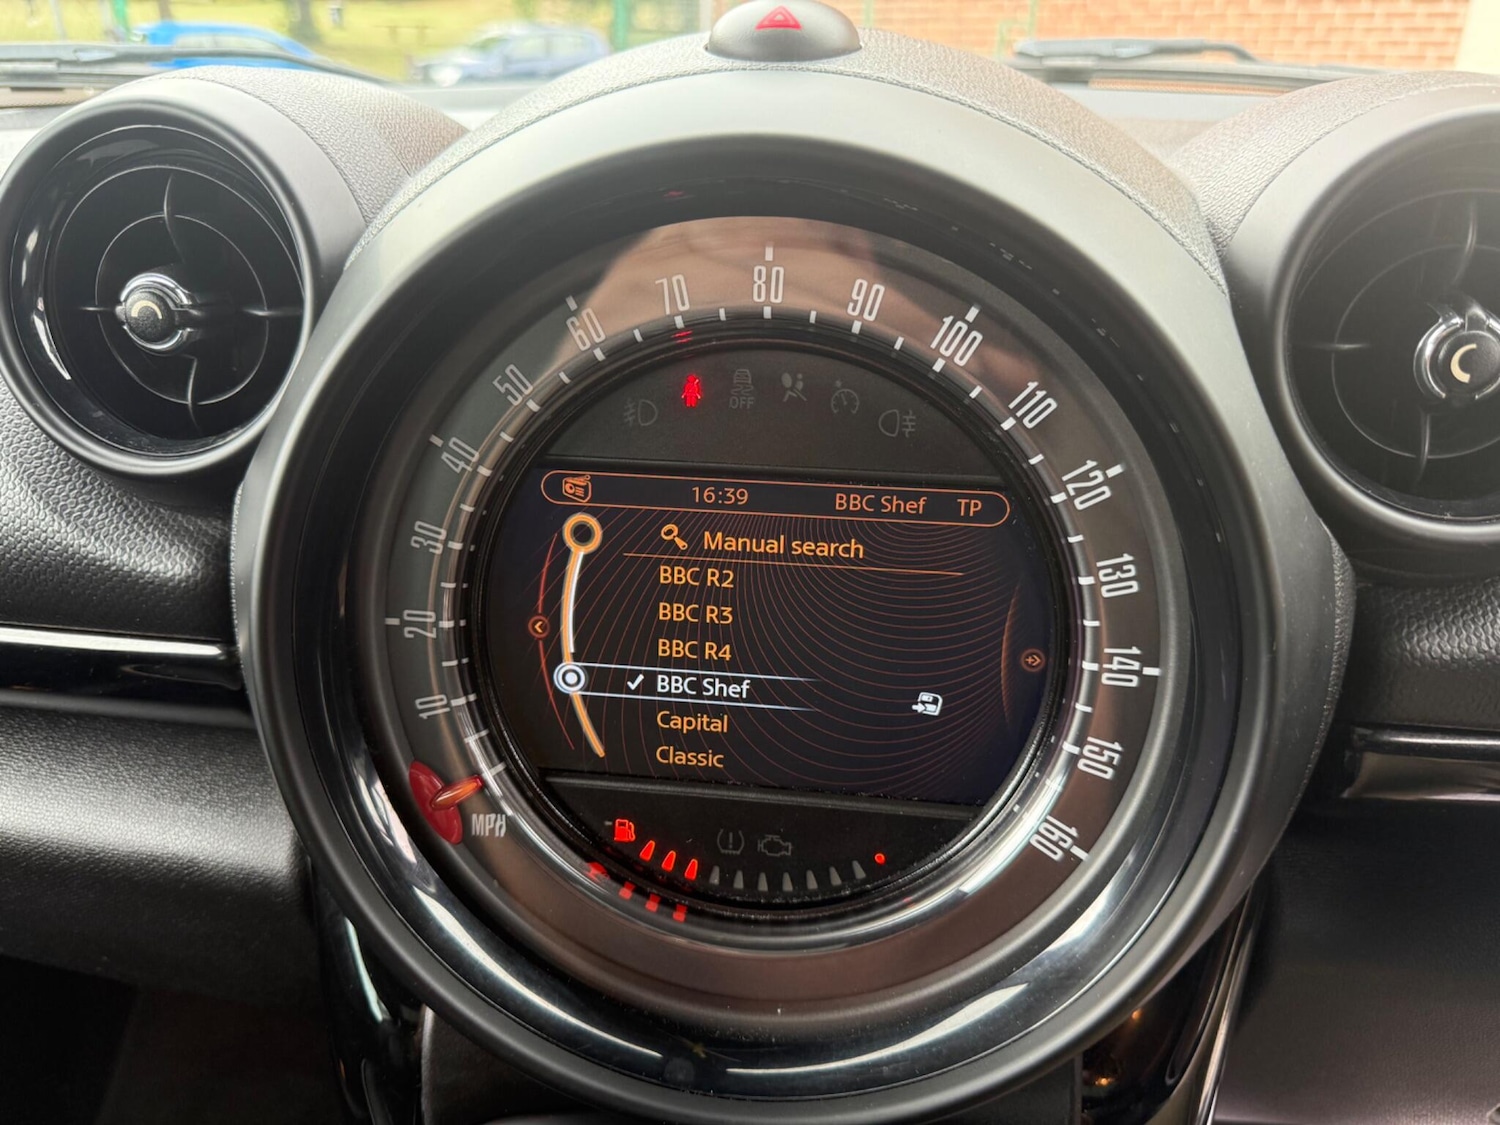 70 80 90
60 100
50 110
40 120
30 130
20 140
10 150
MPH 160
OFF
16:39 BBC Shef TP
Manual search
BBC R2
BBC R3
BBC R4
✓ BBC Shef
Capital
Classic